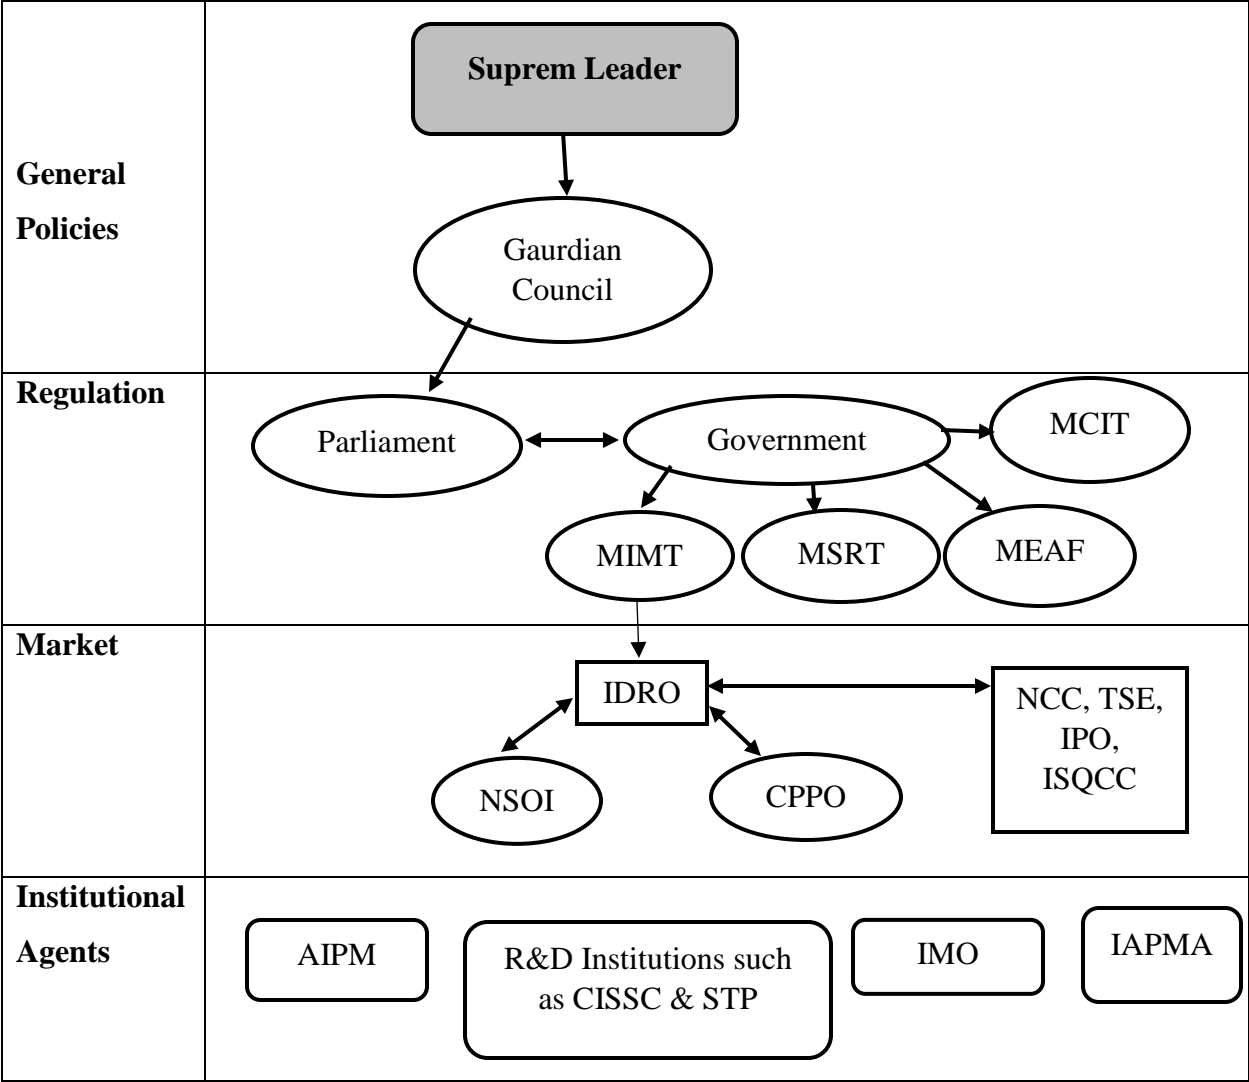 General
Policies
Suprem Leader
Gaurdian
Council
Regulation
Parliament
Government
MCIT
MIMT
MSRT
MEAF
Market
IDRO
NCC, TSE,
IPO,
ISQCC
NSOI
CPPO
Institutional
Agents
AIPM
R&D Institutions such
as CISSC & STP
IMO
IAPMA